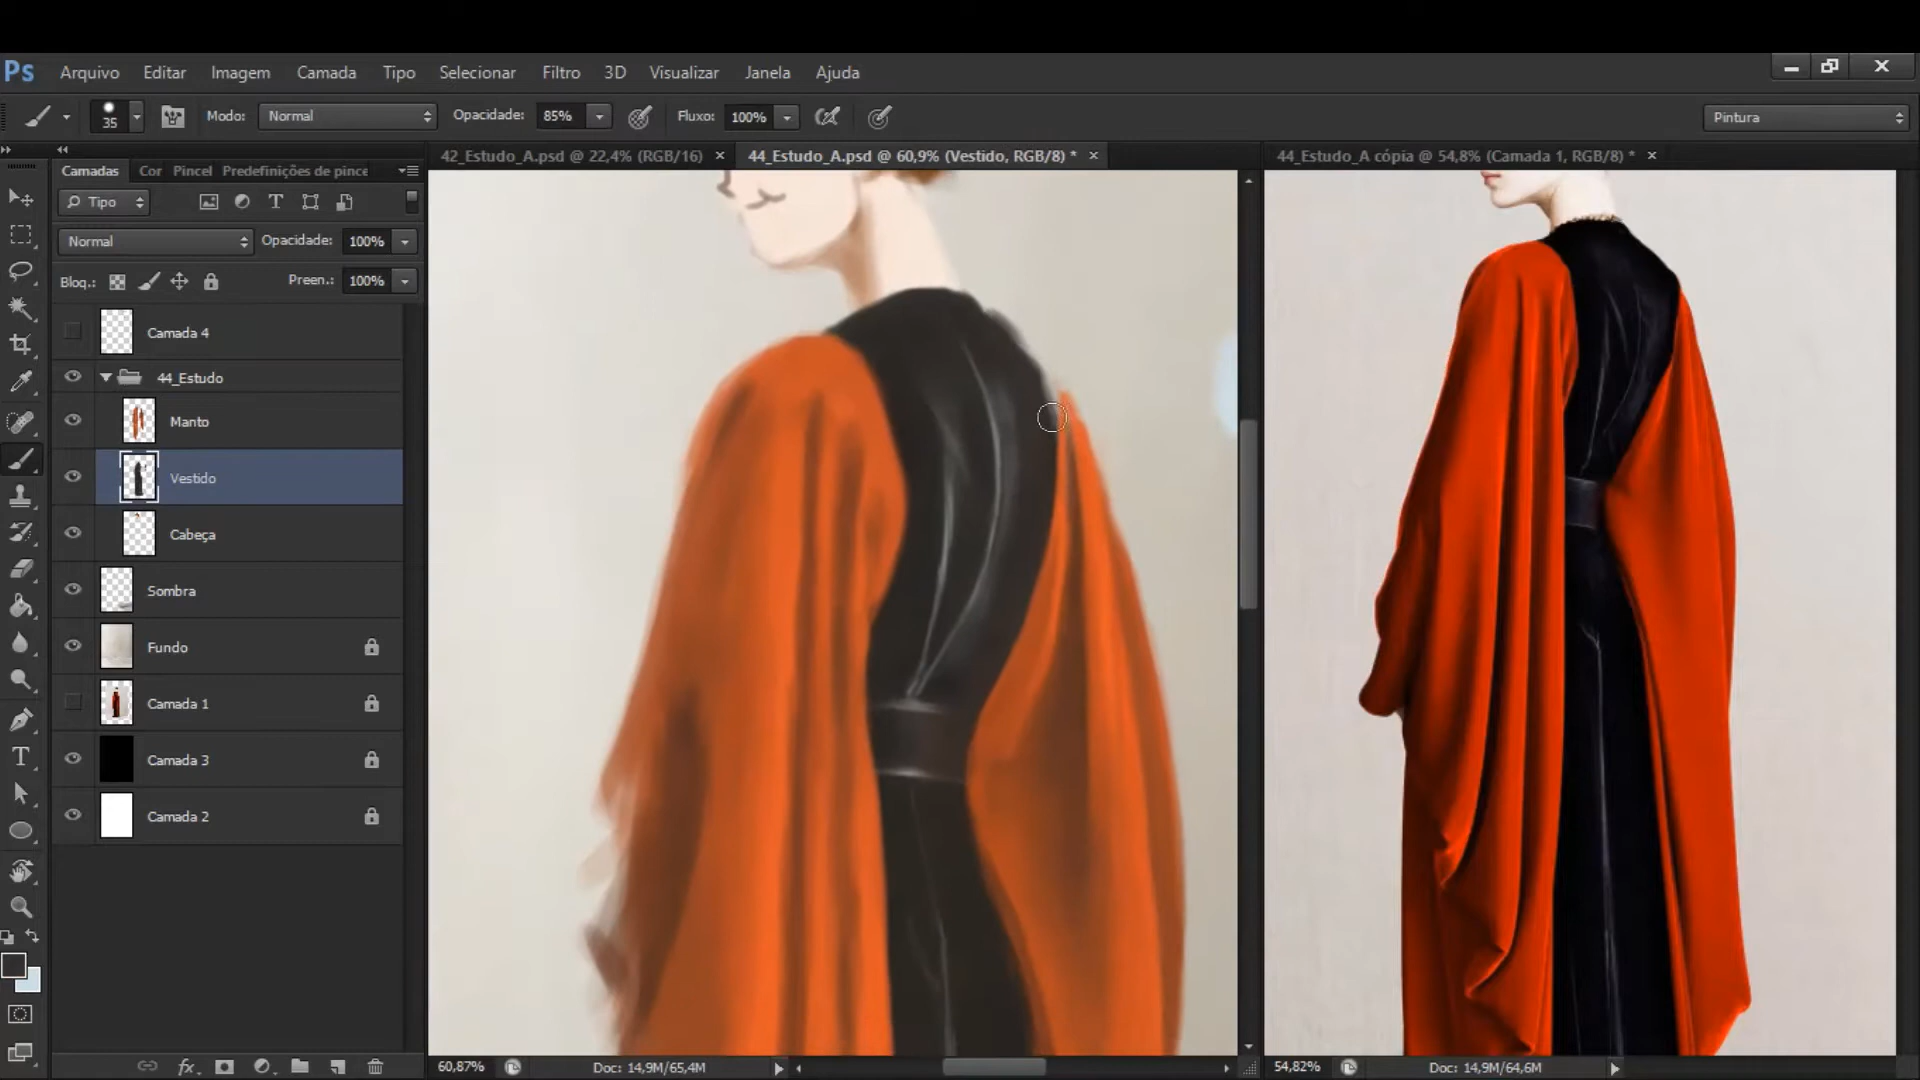 Ps Arquivo Editar Imagem Camada Tipo Selecionar Filtro 3D Visualizar Janela Ajuda
35 Modo: Normal Opacidade: 85% Fluxo: 100% Pintura
Camadas Cor Pincel Predefinições de pince
42_Estudo_A.psd @ 22,4% (RGB/16) × 44_Estudo_A.psd @ 60,9% (Vestido, RGB/8) * × 44_Estudo_A cópia @ 54,8% (Camada 1, RGB/8) * ×
Tipo
Normal Opacidade: 100%
Bloq.: Preen.: 100%
Camada 4
44_Estudo
Manto
Vestido
Cabeça
Sombra
Fundo
Camada 1
Camada 3
Camada 2
60,87% Doc: 14,9M/65,4M 54,82% Doc: 14,9M/64,6M